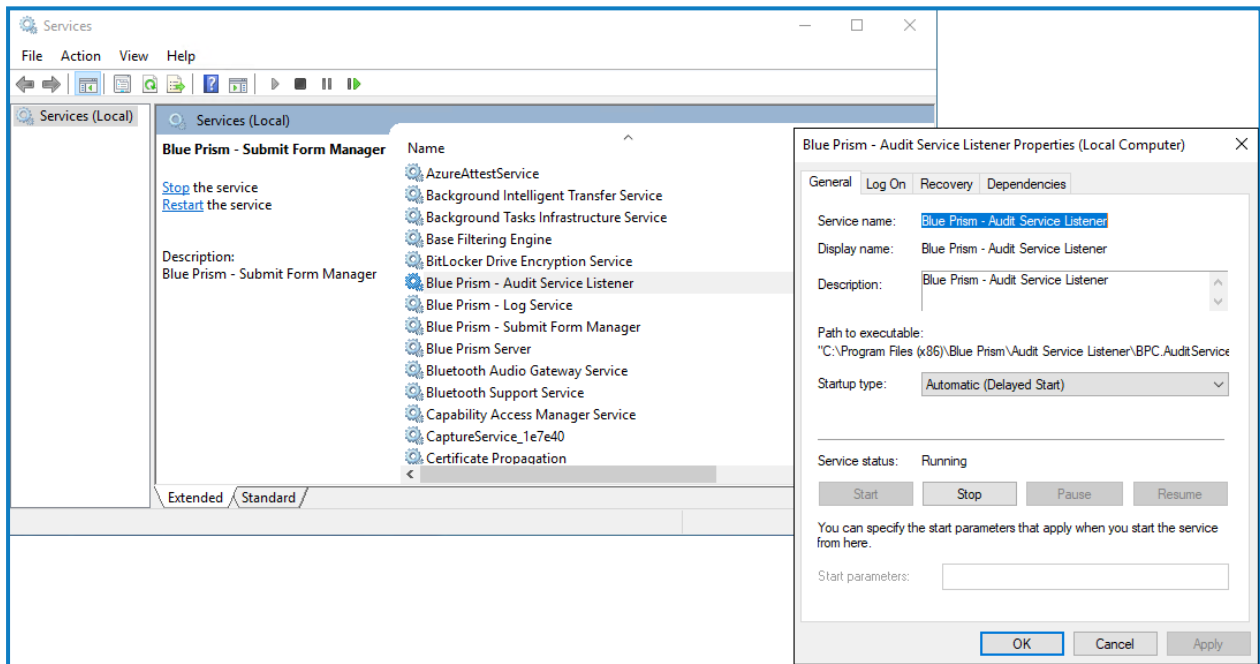 Services
File Action View Help
Services (Local)
Services (Local)
Blue Prism - Submit Form Manager
Stop the service
Restart the service
Description:
Blue Prism - Submit Form Manager
Name
AzureAttestService
Background Intelligent Transfer Service
Background Tasks Infrastructure Service
Base Filtering Engine
BitLocker Drive Encryption Service
Blue Prism - Audit Service Listener
Blue Prism - Log Service
Blue Prism - Submit Form Manager
Blue Prism Server
Bluetooth Audio Gateway Service
Bluetooth Support Service
Capability Access Manager Service
CaptureService_1e7e40
Certificate Propagation
Extended Standard
Blue Prism - Audit Service Listener Properties (Local Computer)
General Log On Recovery Dependencies
Service name: Blue Prism - Audit Service Listener
Display name: Blue Prism - Audit Service Listener
Description: Blue Prism - Audit Service Listener
Path to executable:
"C:\Program Files (x86)\Blue Prism\Audit Service Listener\BPC.AuditService
Startup type: Automatic (Delayed Start)
Service status: Running
Start Stop Pause Resume
You can specify the start parameters that apply when you start the service
from here.
Start parameters:
OK Cancel Apply